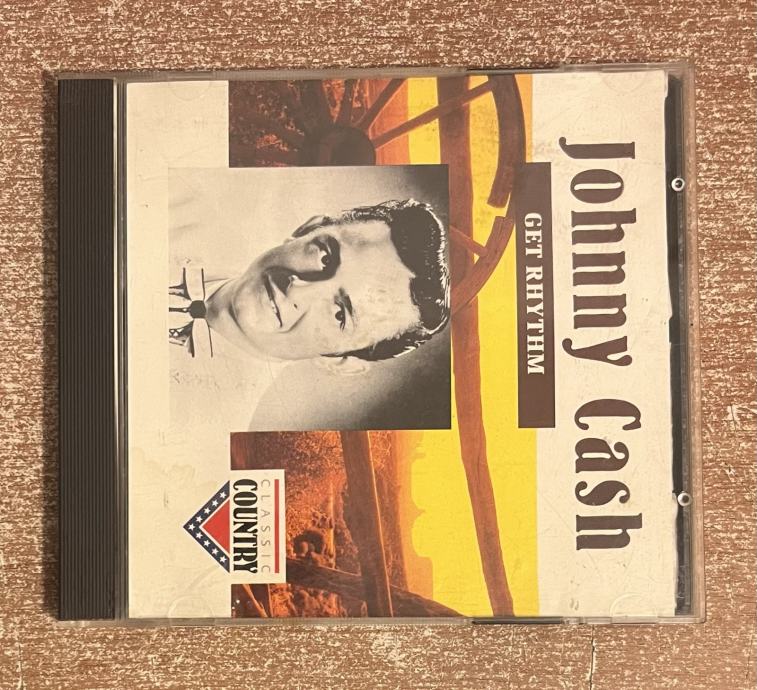 Johnny Cash
GET RHYTHM
CLASSIC
COUNTRY